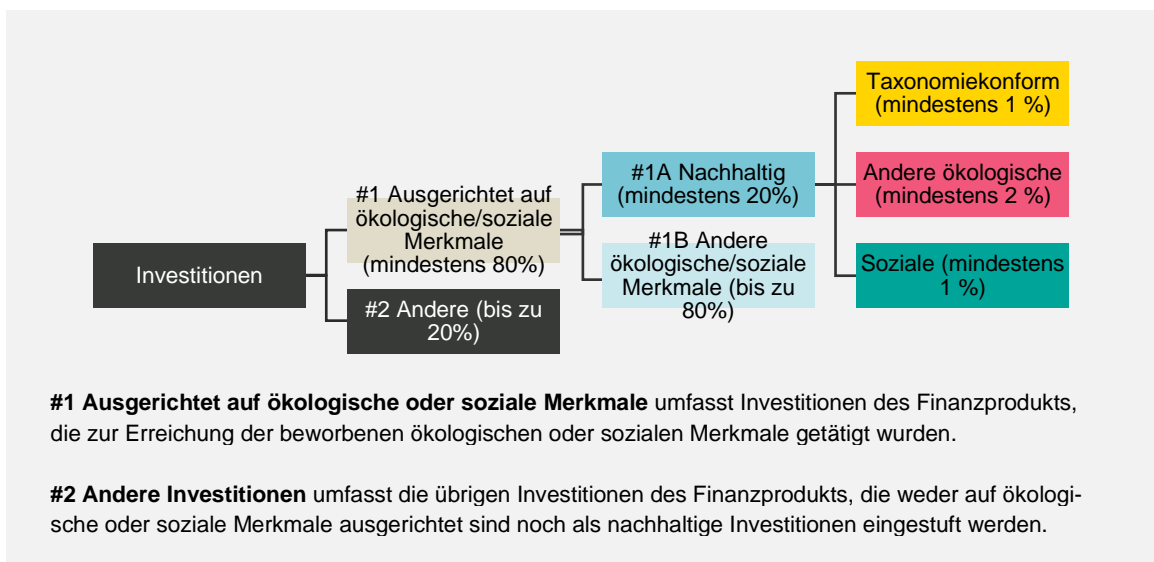 Investitionen
#1 Ausgerichtet auf
ökologische/soziale
Merkmale
(mindestens 80%)
#2 Andere (bis zu
20%)
#1A Nachhaltig
(mindestens 20%)
#1B Andere
ökologische/soziale
Merkmale (bis zu
80%)
Taxonomiekonform
(mindestens 1 %)
Andere ökologische
(mindestens 2 %)
Soziale (mindestens
1 %)
#1 Ausgerichtet auf ökologische oder soziale Merkmale umfasst Investitionen des Finanzprodukts,
die zur Erreichung der beworbenen ökologischen oder sozialen Merkmale getätigt wurden.
#2 Andere Investitionen umfasst die übrigen Investitionen des Finanzprodukts, die weder auf ökologi-
sche oder soziale Merkmale ausgerichtet sind noch als nachhaltige Investitionen eingestuft werden.